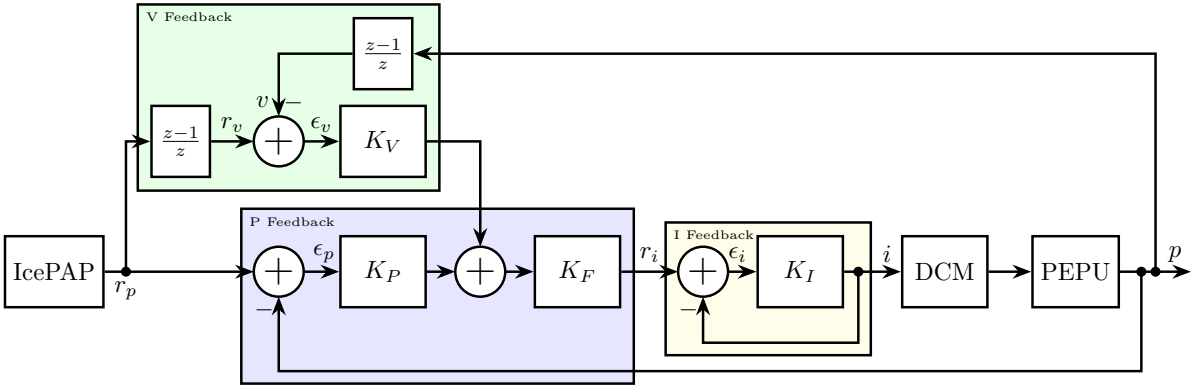 V Feedback
z−1
z
v
−
z−1
z
r_v
+
ϵ_v
K_V
P Feedback
I Feedback
IcePAP
r_p
+
−
ϵ_p
K_P
+
K_F
r_i
+
−
ϵ_i
K_I
i
DCM
PEPU
p